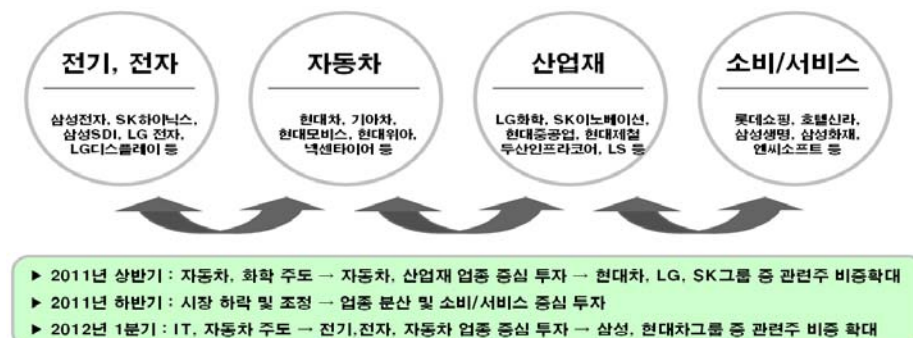 전기, 전자
삼성전자, SK하이닉스,
삼성SDI, LG 전자,
LG디스플레이 등
자동차
현대차, 기아차,
현대모비스, 현대위아,
넥센타이어 등
산업재
LG화학, SK이노베이션,
현대중공업, 현대제철
두산인프라코어, LS 등
소비/서비스
롯데쇼핑, 호텔신라,
삼성생명, 삼성화재,
엔씨소프트 등
▶ 2011년 상반기 : 자동차, 화학 주도 → 자동차, 산업재 업종 중심 투자 → 현대차, LG, SK그룹 중 관련주 비중확대
▶ 2011년 하반기 : 시장 하락 및 조정 → 업종 분산 및 소비/서비스 중심 투자
▶ 2012년 1분기 : IT, 자동차 주도 → 전기,전자, 자동차 업종 중심 투자 → 삼성, 현대차그룹 중 관련주 비중 확대